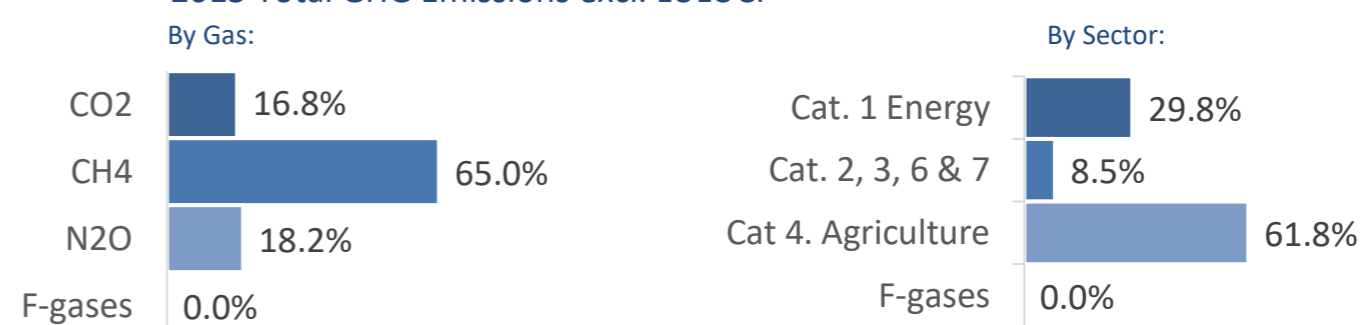 By Gas:
CO2 16.8%
CH4 65.0%
N2O 18.2%
F-gases 0.0%
By Sector:
Cat. 1 Energy 29.8%
Cat. 2, 3, 6 & 7 8.5%
Cat 4. Agriculture 61.8%
F-gases 0.0%